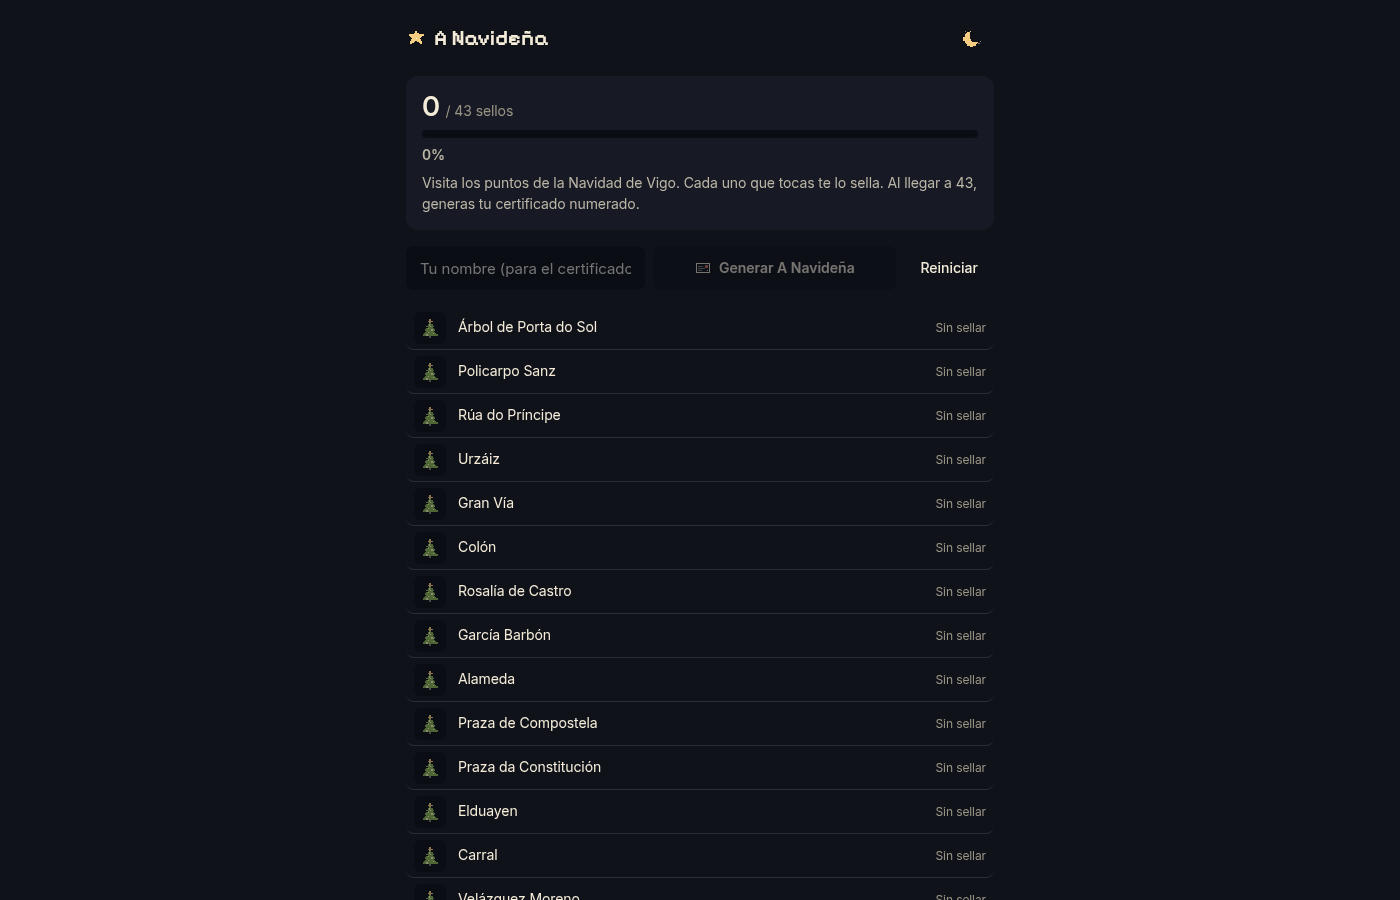 A Navideña
0 / 43 sellos
0%
Visita los puntos de la Navidad de Vigo. Cada uno que tocas te lo sella. Al llegar a 43,
generas tu certificado numerado.
Tu nombre (para el certificado
Generar A Navideña
Reiniciar
Árbol de Porta do Sol Sin sellar
Policarpo Sanz Sin sellar
Rúa do Príncipe Sin sellar
Urzáiz Sin sellar
Gran Vía Sin sellar
Colón Sin sellar
Rosalía de Castro Sin sellar
García Barbón Sin sellar
Alameda Sin sellar
Praza de Compostela Sin sellar
Praza da Constitución Sin sellar
Elduayen Sin sellar
Carral Sin sellar
Velázquez Moreno Sin sellar